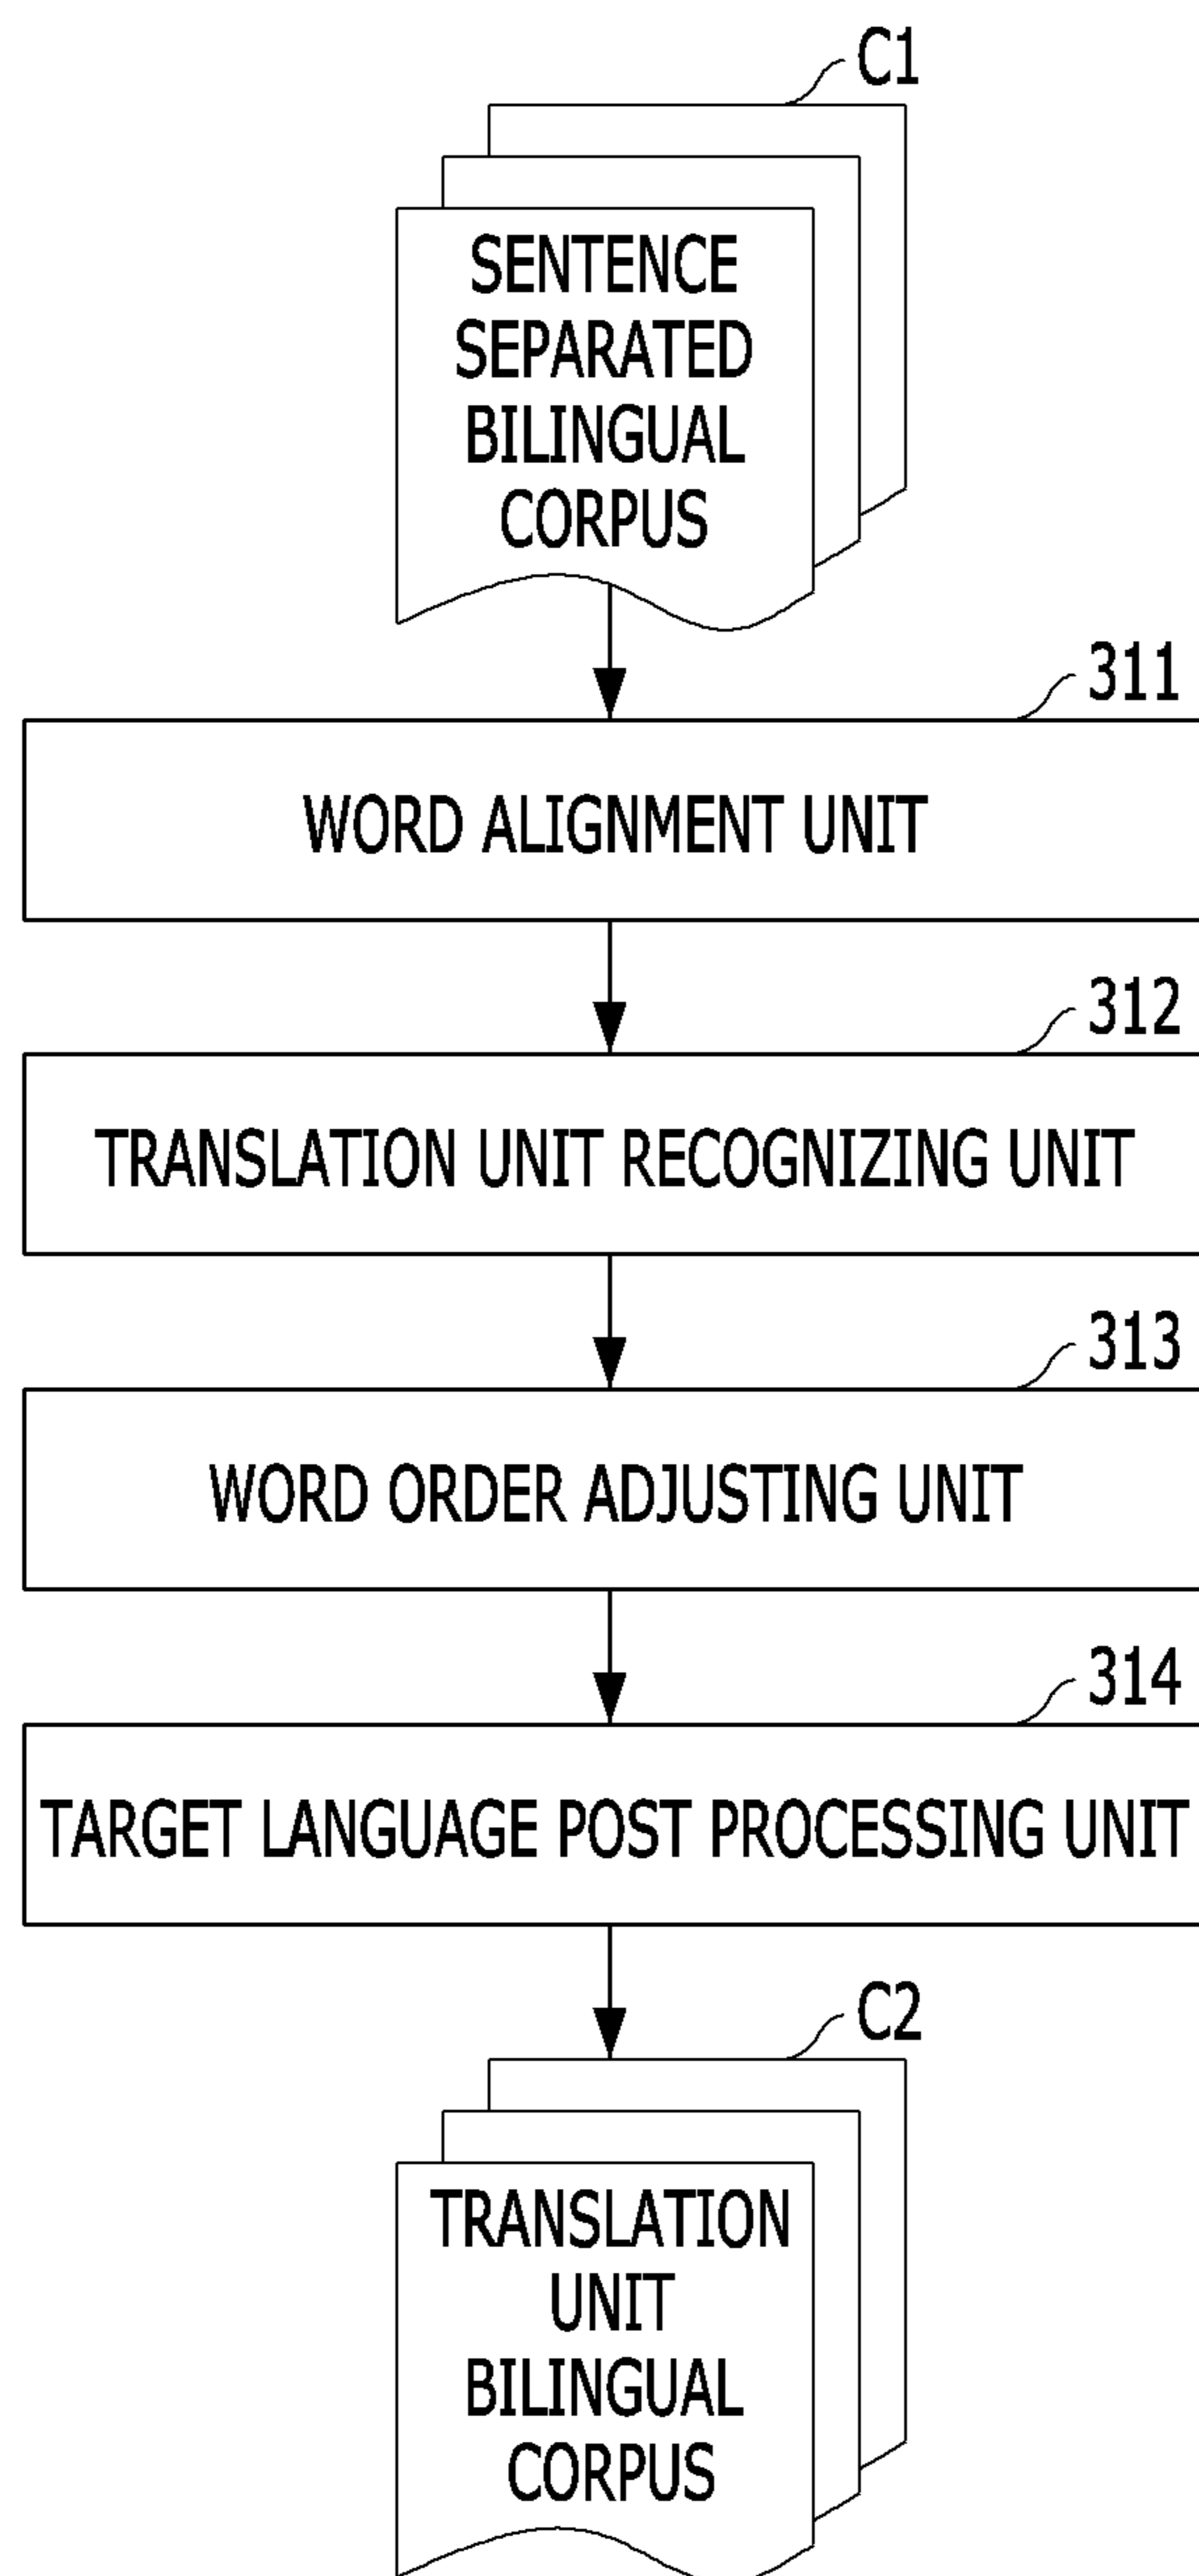 C1
SENTENCE
SEPARATED
BILINGUAL
CORPUS
311
WORD ALIGNMENT UNIT
312
TRANSLATION UNIT RECOGNIZING UNIT
313
WORD ORDER ADJUSTING UNIT
314
TARGET LANGUAGE POST PROCESSING UNIT
C2
TRANSLATION
UNIT
BILINGUAL
CORPUS